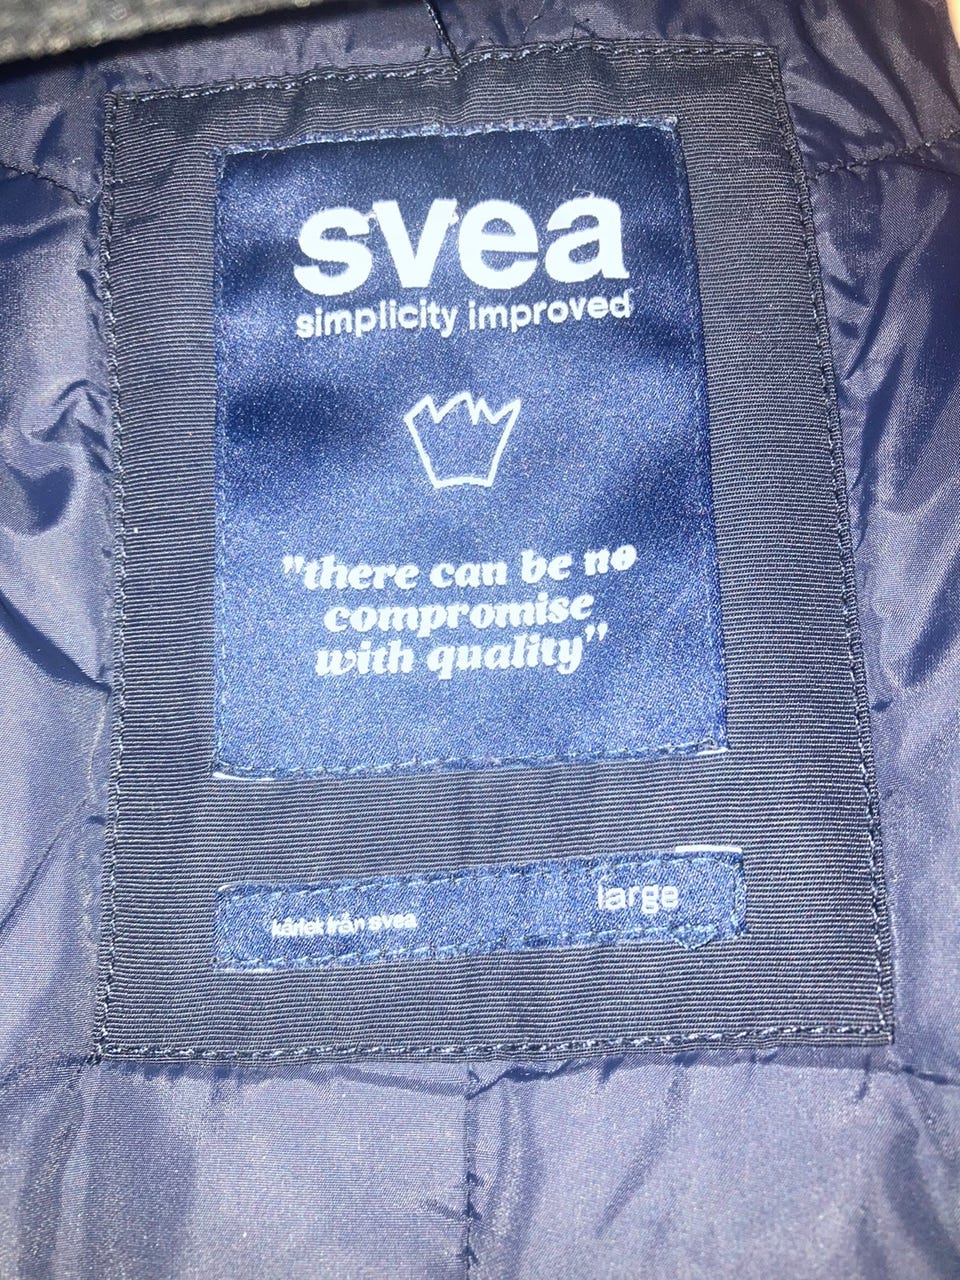 svea
simplicity improved
"there can be no
compromise
with quality"
kärlek från svea
large